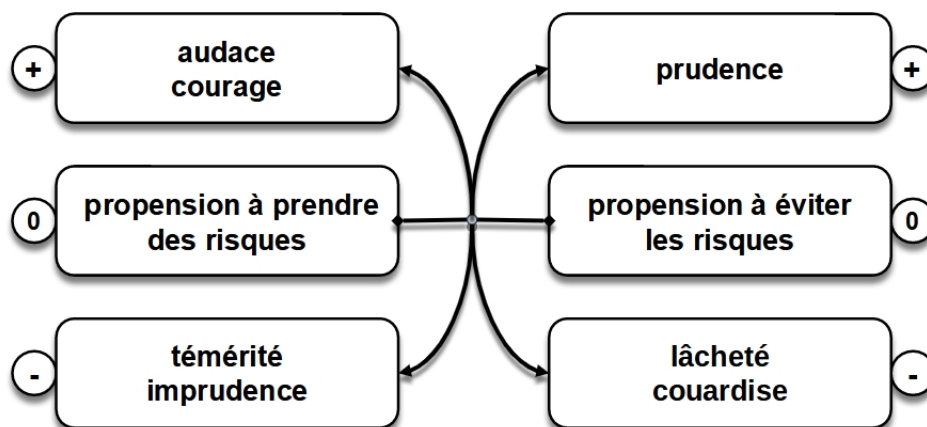 +
audace
courage
prudence
+
0
propension à prendre
des risques
propension à éviter
les risques
0
-
témérité
imprudence
lâcheté
couardise
-